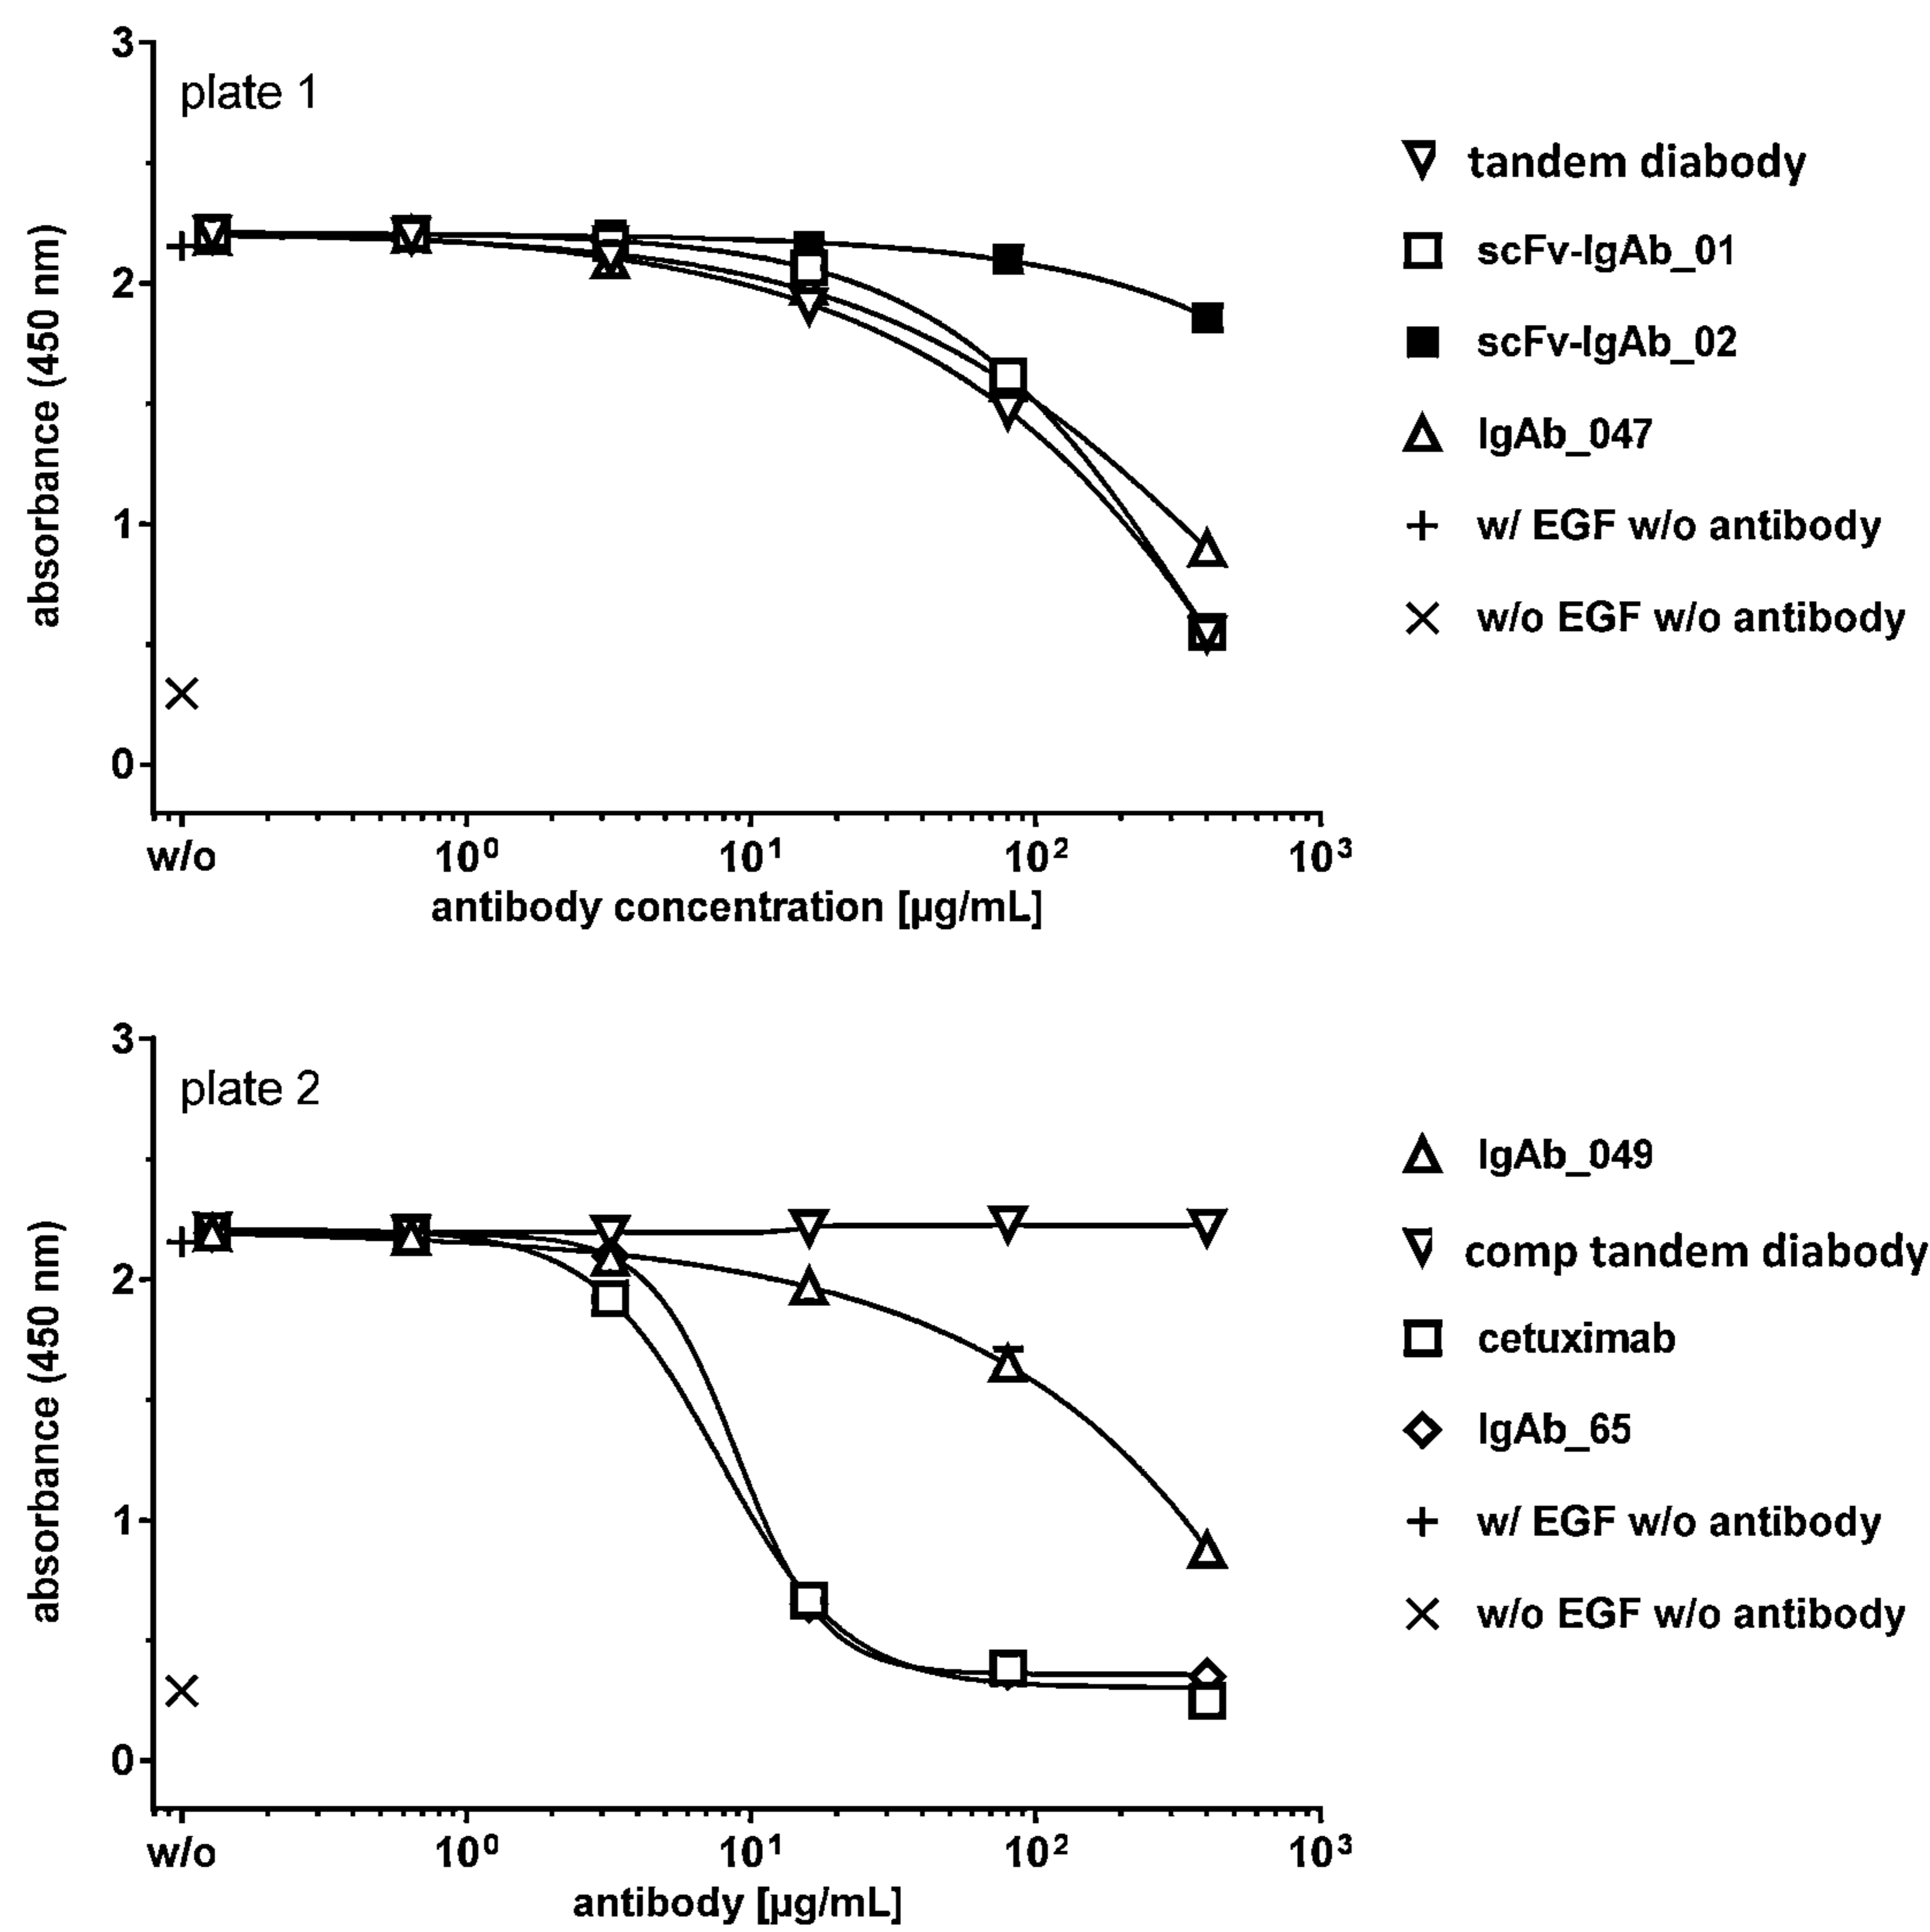 3
plate 1
2
1
0
absorbance (450 nm)
w/o 10⁰ 10¹ 10² 10³
antibody concentration [µg/mL]
tandem diabody
scFv-IgAb_01
scFv-IgAb_02
IgAb_047
w/ EGF w/o antibody
w/o EGF w/o antibody
3
plate 2
2
1
0
absorbance (450 nm)
w/o 10⁰ 10¹ 10² 10³
antibody [µg/mL]
IgAb_049
comp tandem diabody
cetuximab
IgAb_65
w/ EGF w/o antibody
w/o EGF w/o antibody